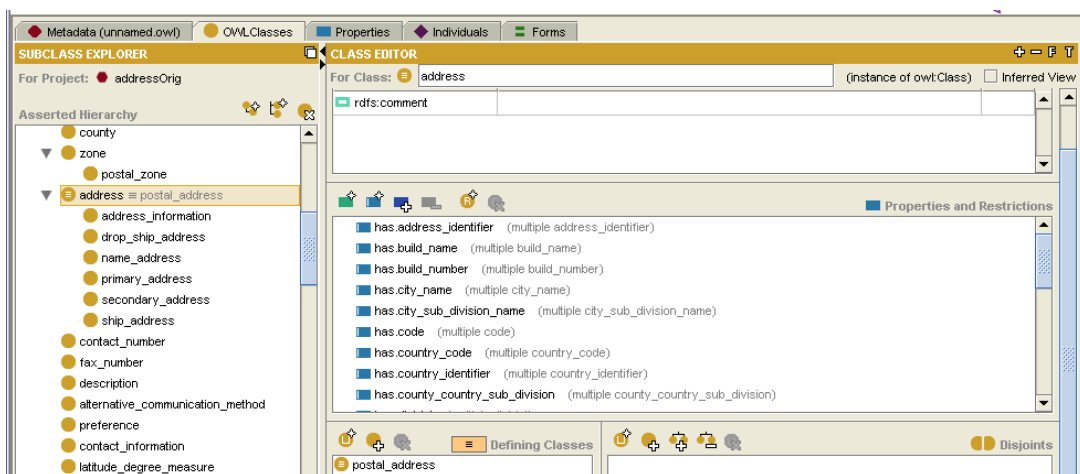 Metadata (unnamed.owl) OWLClasses Properties Individuals Forms
SUBCLASS EXPLORER
For Project: addressOrig
Asserted Hierarchy
county
zone
postal_zone
address ≡ postal_address
address_information
drop_ship_address
name_address
primary_address
secondary_address
ship_address
contact_number
fax_number
description
alternative_communication_method
preference
contact_information
latitude_degree_measure
CLASS EDITOR
F T
For Class: address (instance of owl:Class) Inferred View
rdfs:comment
Properties and Restrictions
has.address_identifier (multiple address_identifier)
has.build_name (multiple build_name)
has.build_number (multiple build_number)
has.city_name (multiple city_name)
has.city_sub_division_name (multiple city_sub_division_name)
has.code (multiple code)
has.country_code (multiple country_code)
has.country_identifier (multiple country_identifier)
has.county_country_sub_division (multiple county_country_sub_division)
≡ Defining Classes
Disjoints
postal_address